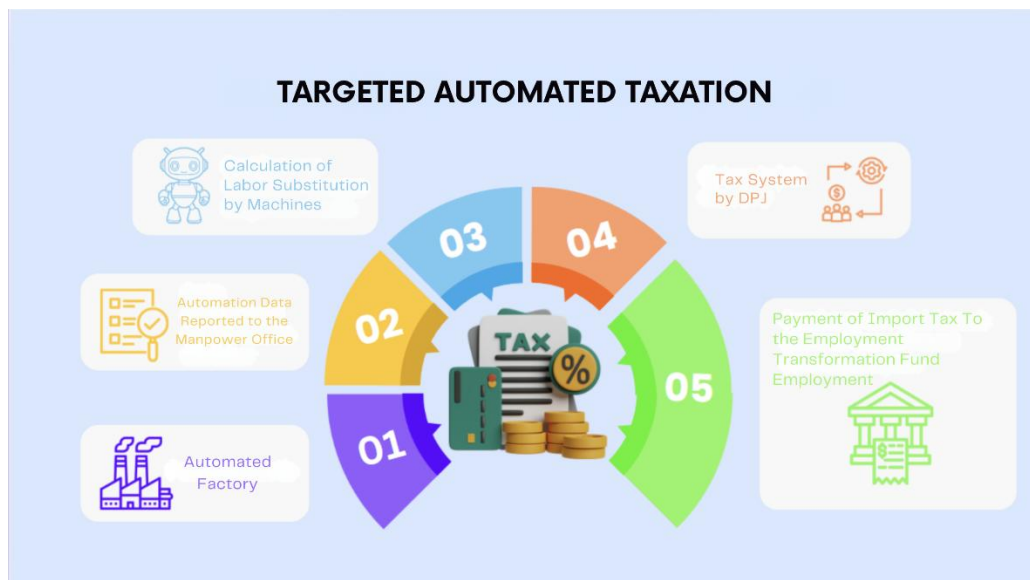 TARGETED AUTOMATED TAXATION
01
Automated
Factory
02
Automation Data
Reported to the
Manpower Office
03
Calculation of
Labor Substitution
by Machines
04
Tax System
by DPJ
05
Payment of Import Tax To
the Employment
Transformation Fund
Employment
TAX
%
$
$